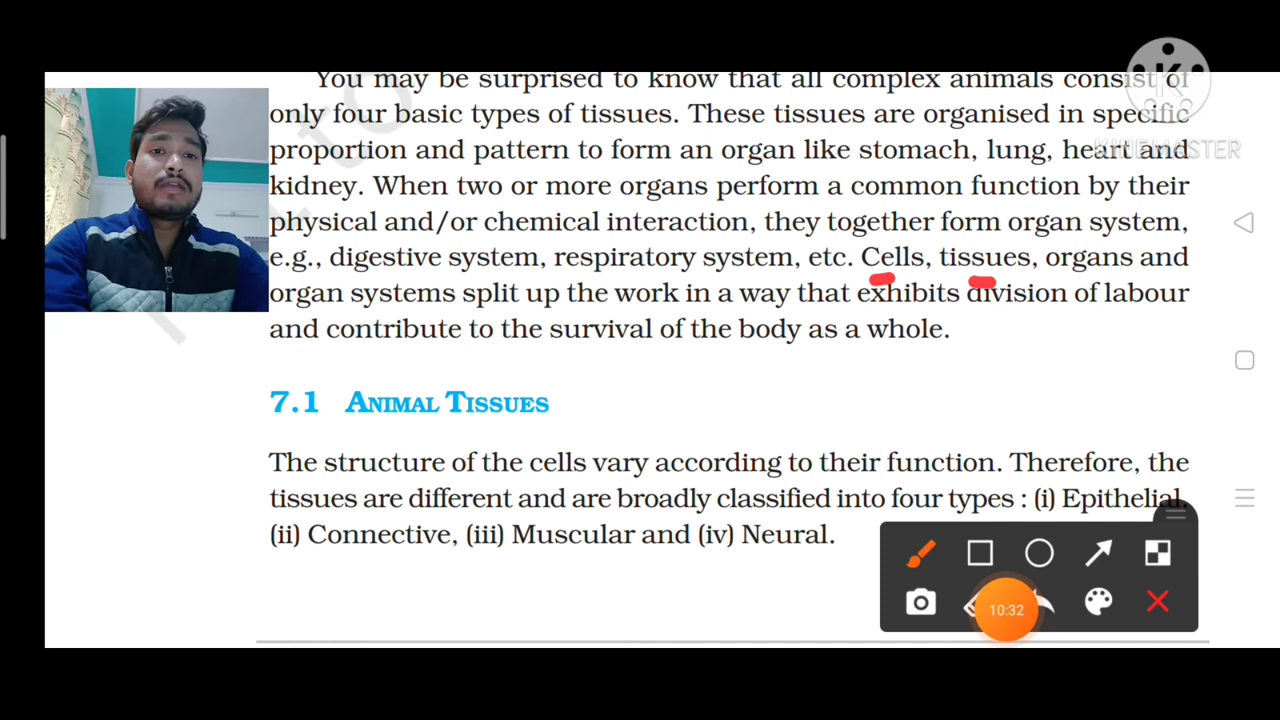 You may be surprised to know that all complex animals consist of
only four basic types of tissues. These tissues are organised in specific
proportion and pattern to form an organ like stomach, lung, heart and
kidney. When two or more organs perform a common function by their
physical and/or chemical interaction, they together form organ system,
e.g., digestive system, respiratory system, etc. Cells, tissues, organs and
organ systems split up the work in a way that exhibits division of labour
and contribute to the survival of the body as a whole.
7.1 ANIMAL TISSUES
The structure of the cells vary according to their function. Therefore, the
tissues are different and are broadly classified into four types : (i) Epithelial,
(ii) Connective, (iii) Muscular and (iv) Neural.
10:32
K
KINEMASTER
to